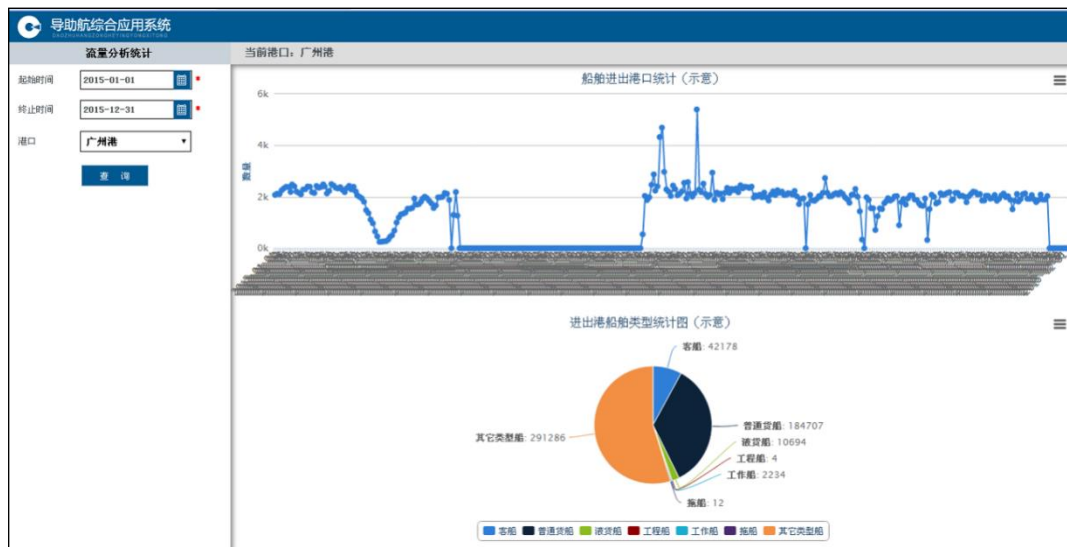 导助航综合应用系统
DAOZHUHANGZONGHEYINGYONGXITONG
流量分析统计
当前港口：广州港
起始时间
2015-01-01
*
终止时间
2015-12-31
*
港口
广州港
查 询
船舶进出港口统计（示意）
数量
6k
4k
2k
0k
进出港船舶类型统计图（示意）
客船: 42178
普通货船: 184707
液货船: 10694
工程船: 4
工作船: 2234
拖船: 12
其它类型船: 291286
客船 普通货船 液货船 工程船 工作船 拖船 其它类型船